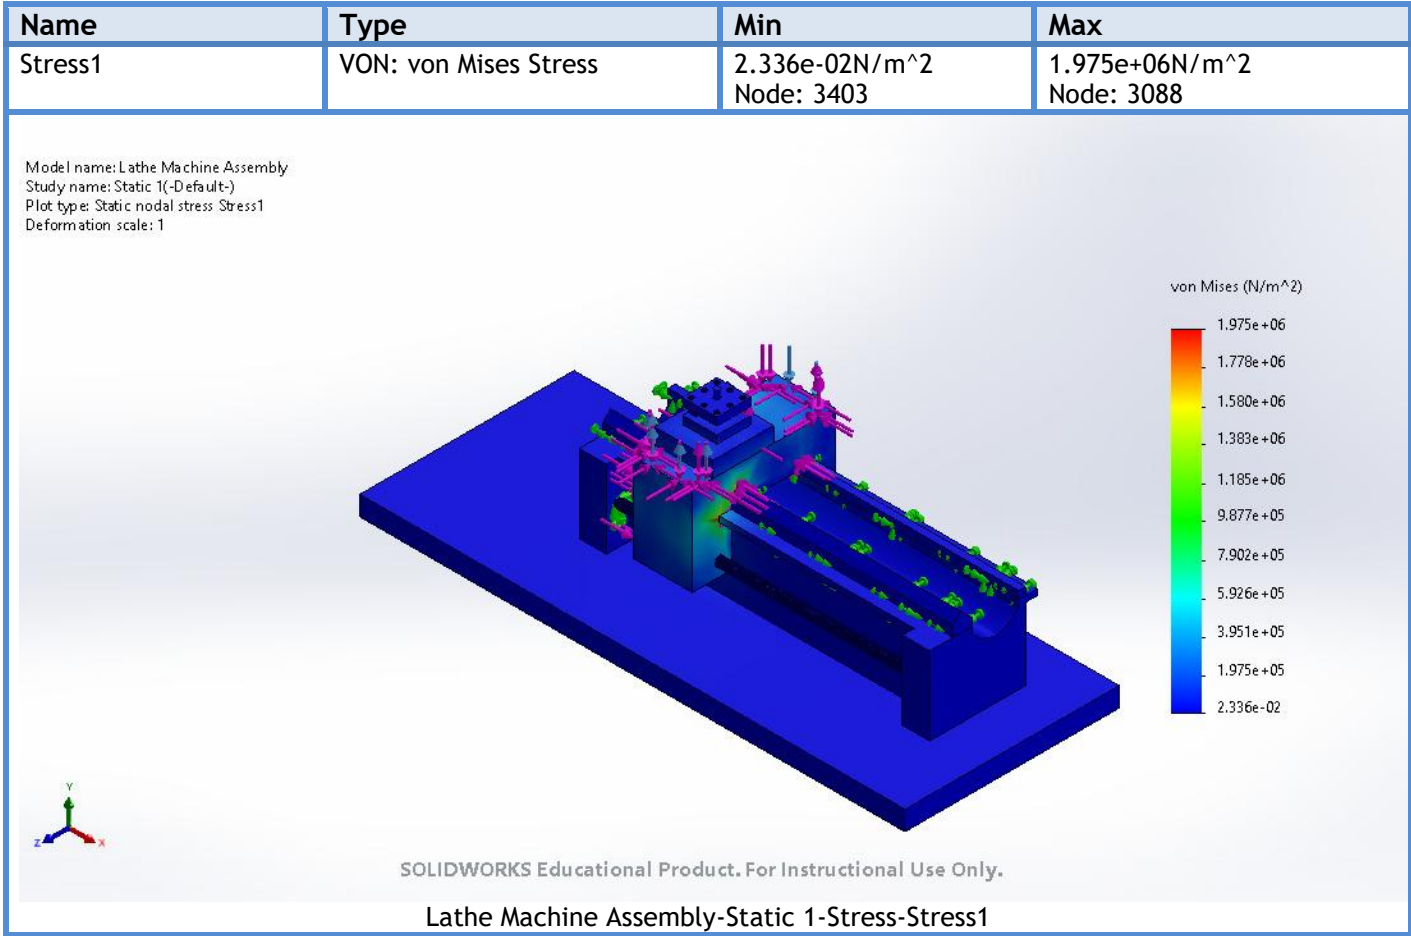 Name Type Min Max
Stress1 VON: von Mises Stress 2.336e-02N/m^2 1.975e+06N/m^2
Node: 3403 Node: 3088
Model name: Lathe Machine Assembly
Study name: Static 1(-Default-)
Plot type: Static nodal stress Stress1
Deformation scale: 1
von Mises (N/m^2)
1.975e+06
1.778e+06
1.580e+06
1.383e+06
1.185e+06
9.877e+05
7.902e+05
5.926e+05
3.951e+05
1.975e+05
2.336e-02
Y
Z X
SOLIDWORKS Educational Product. For Instructional Use Only.
Lathe Machine Assembly-Static 1-Stress-Stress1